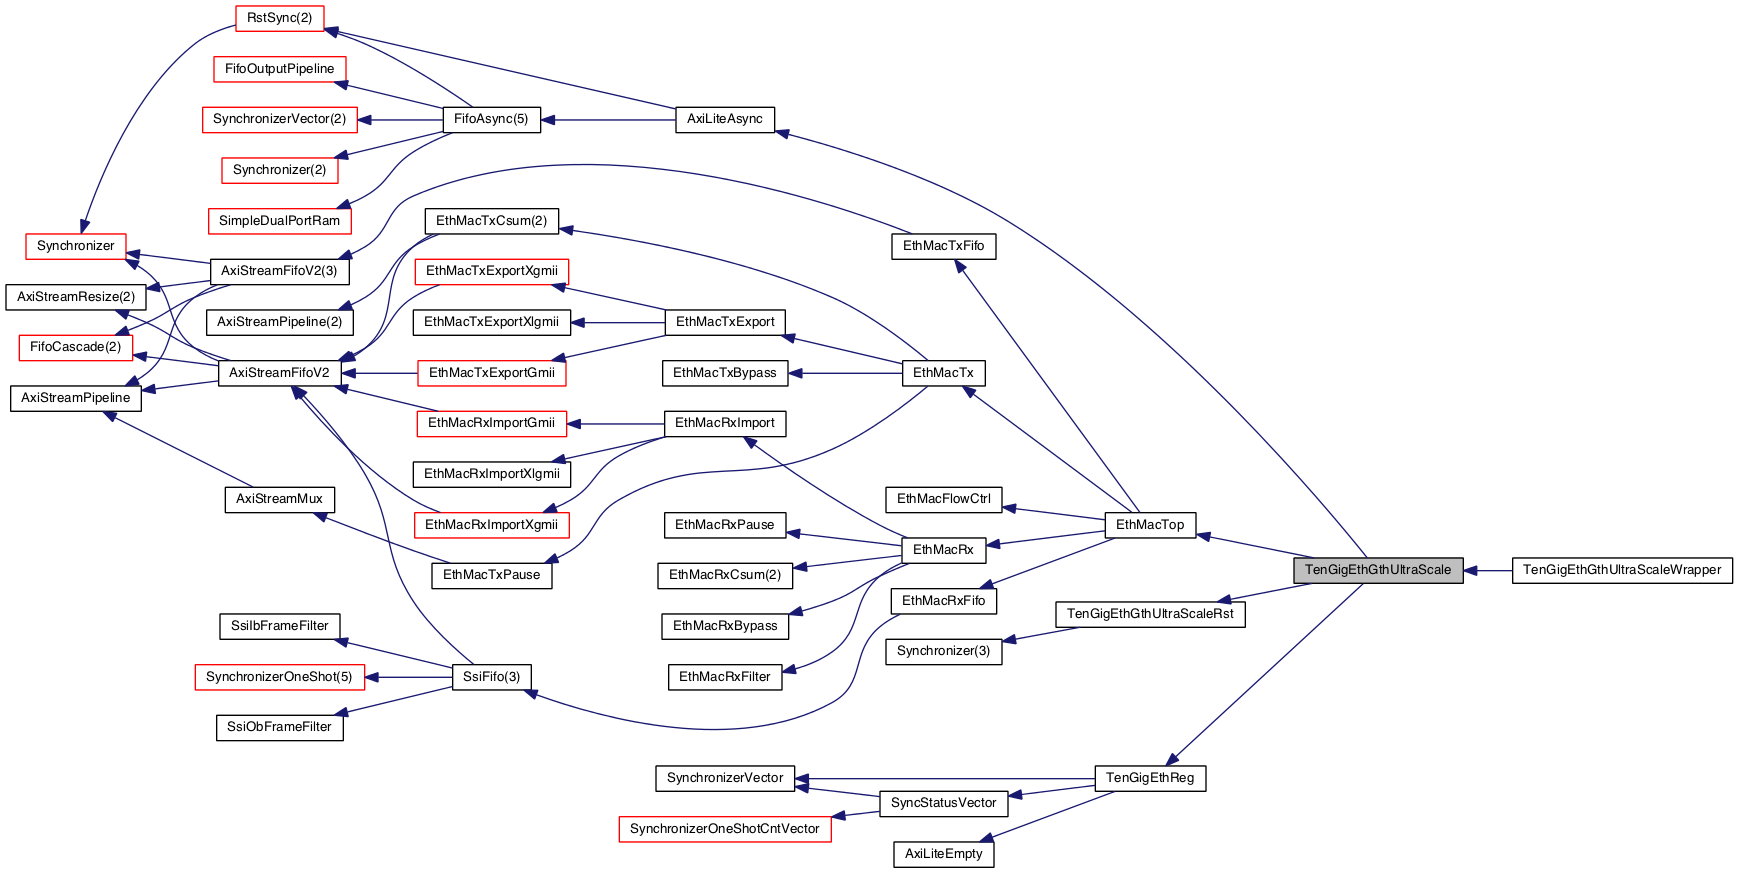 RstSync(2)
FifoOutputPipeline
SynchronizerVector(2)
FifoAsync(5)
AxiLiteAsync
Synchronizer(2)
SimpleDualPortRam
EthMacTxCsum(2)
Synchronizer
EthMacTxFifo
AxiStreamFifoV2(3)
EthMacTxExportXgmii
AxiStreamResize(2)
AxiStreamPipeline(2)
EthMacTxExportXlgmii
EthMacTxExport
FifoCascade(2)
AxiStreamFifoV2
EthMacTxExportGmii
EthMacTxBypass
EthMacTx
AxiStreamPipeline
EthMacRxImportGmii
EthMacRxImport
EthMacRxImportXlgmii
AxiStreamMux
EthMacFlowCtrl
EthMacRxImportXgmii
EthMacRxPause
EthMacTop
EthMacRx
EthMacTxPause
EthMacRxCsum(2)
TenGigEthGthUltraScale
TenGigEthGthUltraScaleWrapper
EthMacRxFifo
TenGigEthGthUltraScaleRst
SsiIbFrameFilter
EthMacRxBypass
Synchronizer(3)
SynchronizerOneShot(5)
SsiFifo(3)
EthMacRxFilter
SsiObFrameFilter
SynchronizerVector
TenGigEthReg
SyncStatusVector
SynchronizerOneShotCntVector
AxiLiteEmpty